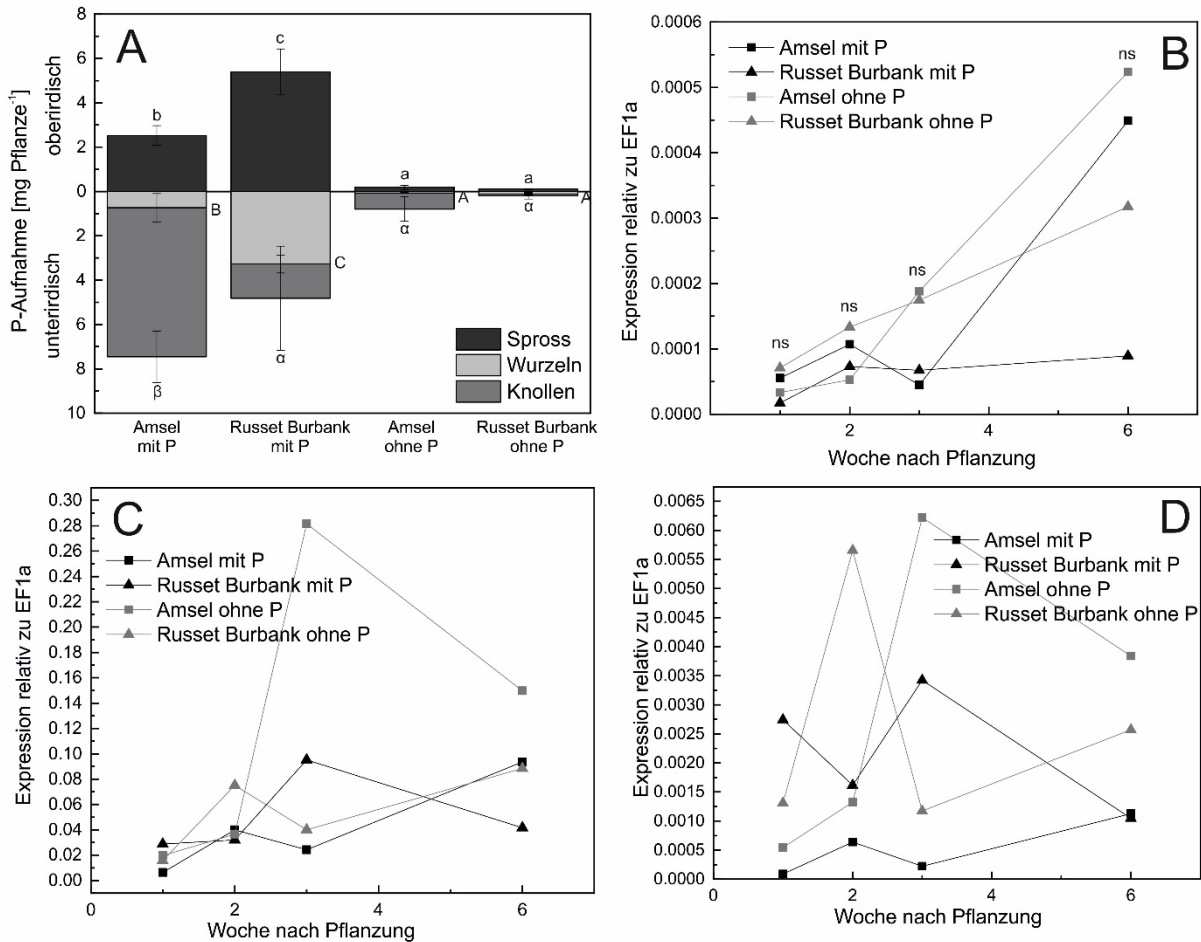 A
P-Aufnahme [mg Pflanze⁻¹]
unterirdisch oberirdisch
8
6
4
2
0
2
4
6
8
10
b
c
a
a
B
C
A
A
β
α
α
α
Spross
Wurzeln
Knollen
Amsel
mit P
Russet Burbank
mit P
Amsel
ohne P
Russet Burbank
ohne P
B
Expression relativ zu EF1a
0.0006
0.0005
0.0004
0.0003
0.0002
0.0001
0.0000
Amsel mit P
Russet Burbank mit P
Amsel ohne P
Russet Burbank ohne P
ns
ns
ns
ns
0 2 4 6
Woche nach Pflanzung
C
Expression relativ zu EF1a
0.30
0.28
0.26
0.24
0.22
0.20
0.18
0.16
0.14
0.12
0.10
0.08
0.06
0.04
0.02
0.00
Amsel mit P
Russet Burbank mit P
Amsel ohne P
Russet Burbank ohne P
0 2 4 6
Woche nach Pflanzung
D
Expression relativ zu EF1a
0.0065
0.0060
0.0055
0.0050
0.0045
0.0040
0.0035
0.0030
0.0025
0.0020
0.0015
0.0010
0.0005
0.0000
Amsel mit P
Russet Burbank mit P
Amsel ohne P
Russet Burbank ohne P
0 2 4 6
Woche nach Pflanzung